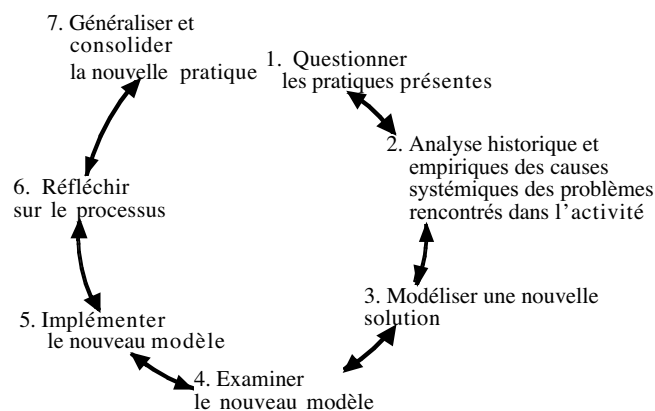 7. Généraliser et
consolider
la nouvelle pratique
1. Questionner
les pratiques présentes
2. Analyse historique et
empiriques des causes
systémiques des problèmes
rencontrés dans l'activité
3. Modéliser une nouvelle
solution
4. Examiner
le nouveau modèle
5. Implémenter
le nouveau modèle
6. Réfléchir
sur le processus